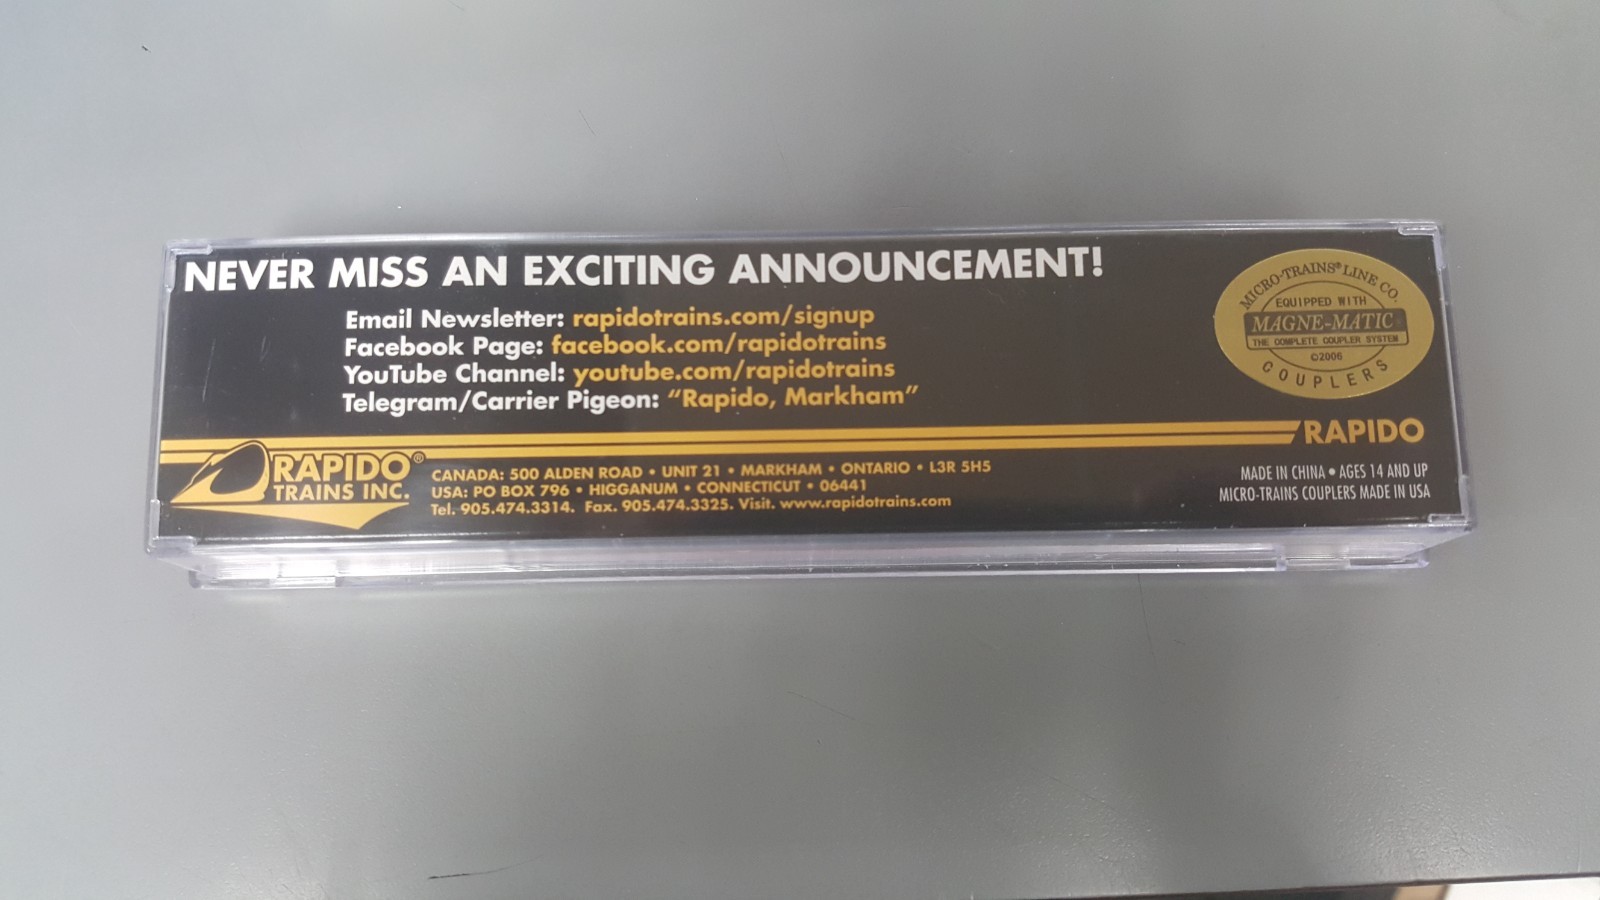 NEVER MISS AN EXCITING ANNOUNCEMENT!
Email Newsletter: rapidotrains.com/signup
Facebook Page: facebook.com/rapidotrains
YouTube Channel: youtube.com/rapidotrains
Telegram/Carrier Pigeon: “Rapido, Markham”
MICRO-TRAINS® LINE CO.
EQUIPPED WITH
MAGNE-MATIC
THE COMPLETE COUPLER SYSTEM
©2006
COUPLERS
RAPIDO
RAPIDO®
TRAINS INC.
CANADA: 500 ALDEN ROAD • UNIT 21 • MARKHAM • ONTARIO • L3R 5H5
USA: PO BOX 796 • HIGGANUM • CONNECTICUT • 06441
Tel. 905.474.3314. Fax. 905.474.3325. Visit. www.rapidotrains.com
MADE IN CHINA • AGES 14 AND UP
MICRO-TRAINS COUPLERS MADE IN USA